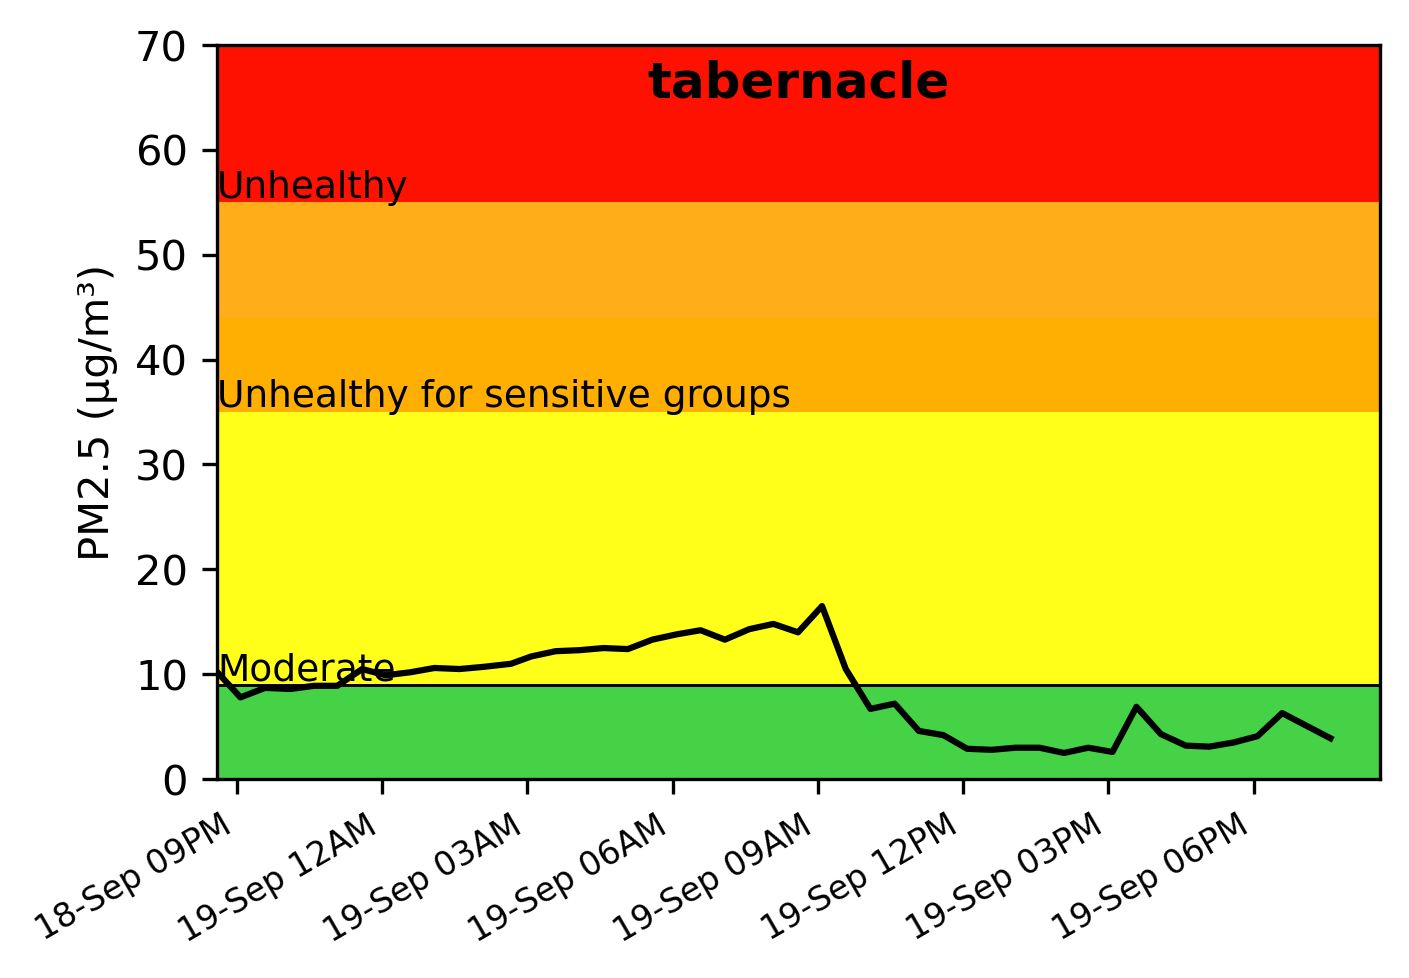 tabernacle
70
60
50
40
30
20
10
0
PM2.5 (µg/m³)
Unhealthy
Unhealthy for sensitive groups
Moderate
18-Sep 09PM
19-Sep 12AM
19-Sep 03AM
19-Sep 06AM
19-Sep 09AM
19-Sep 12PM
19-Sep 03PM
19-Sep 06PM